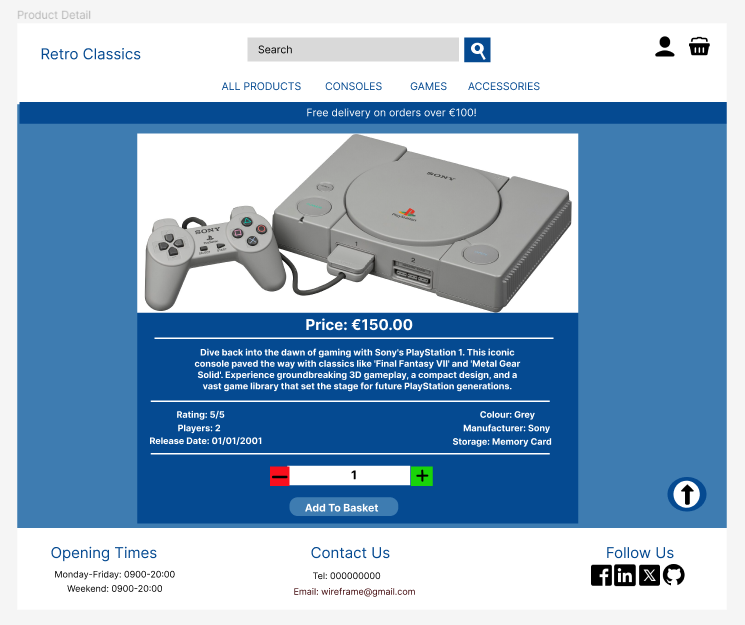 Product Detail
Retro Classics
Search
ALL PRODUCTS CONSOLES GAMES ACCESSORIES
Free delivery on orders over €100!
SONY
PlayStation
SONY
1
2
Price: €150.00
Dive back into the dawn of gaming with Sony's PlayStation 1. This iconic
console paved the way with classics like 'Final Fantasy VII' and 'Metal Gear
Solid'. Experience groundbreaking 3D gameplay, a compact design, and a
vast game library that set the stage for future PlayStation generations.
Rating: 5/5
Players: 2
Release Date: 01/01/2001
Colour: Grey
Manufacturer: Sony
Storage: Memory Card
— 1 +
Add To Basket
Opening Times
Monday-Friday: 0900-20:00
Weekend: 0900-20:00
Contact Us
Tel: 000000000
Email: wireframe@gmail.com
Follow Us